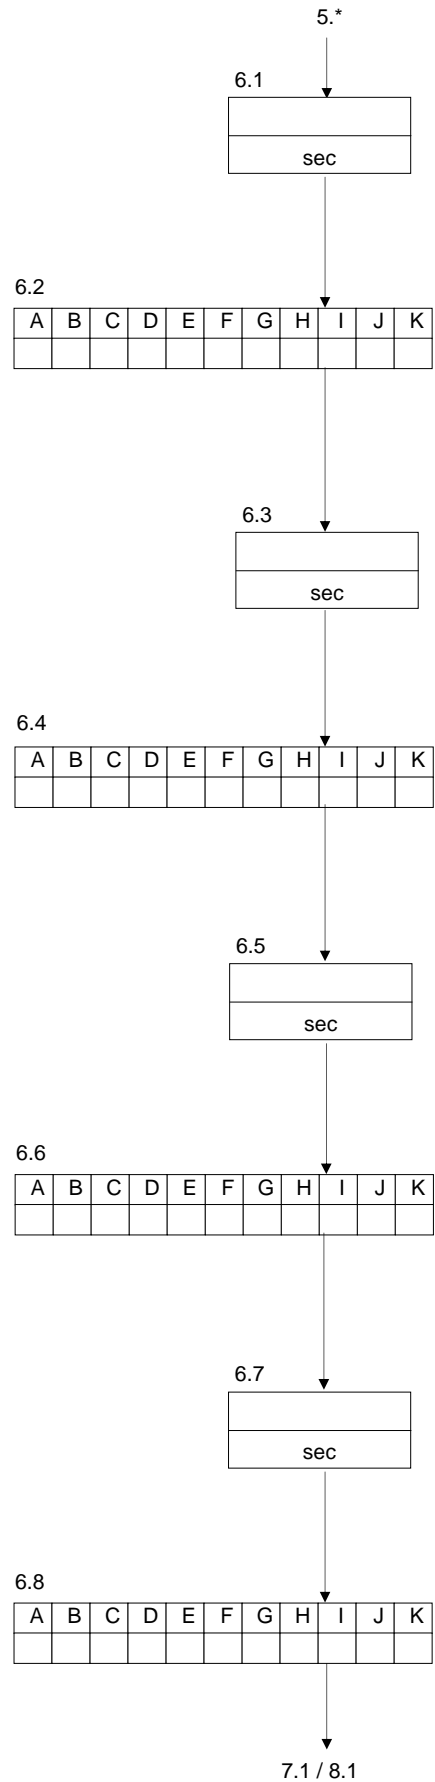 5.*
6.1
sec
6.2
A B C D E F G H I J K
6.3
sec
6.4
A B C D E F G H I J K
6.5
sec
6.6
A B C D E F G H I J K
6.7
sec
6.8
A B C D E F G H I J K
7.1 / 8.1